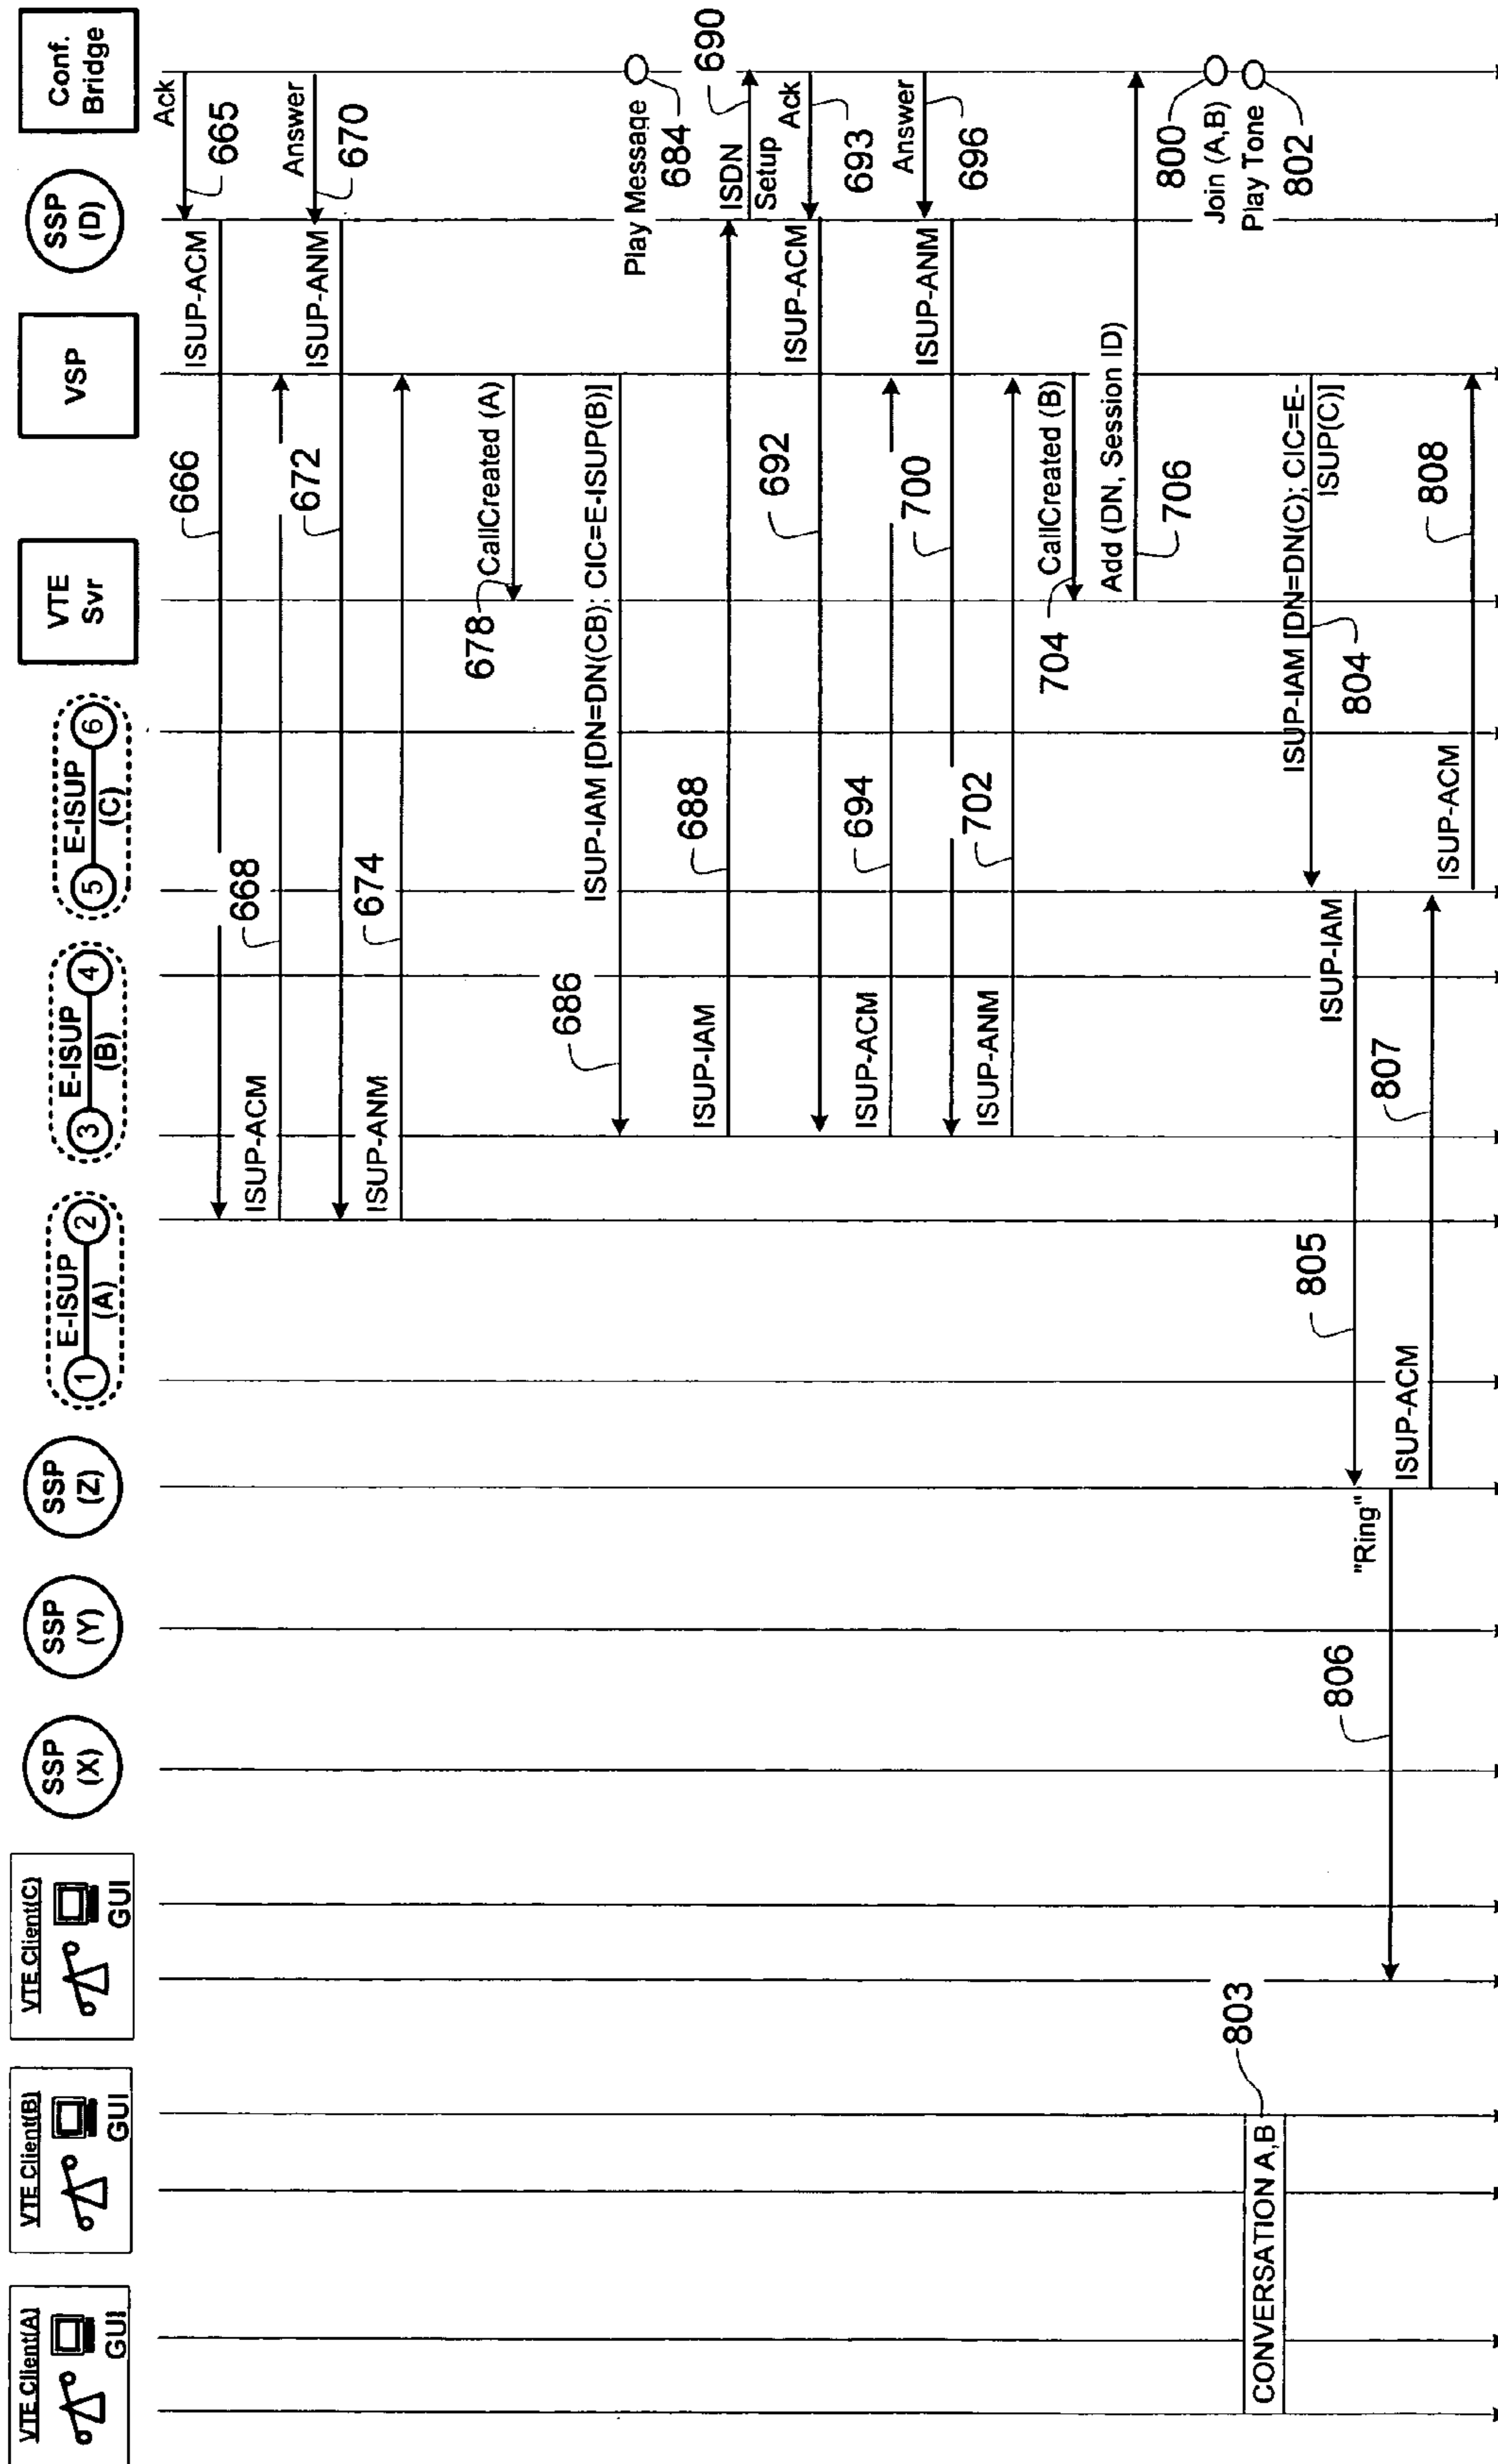 VTE Client(A)
GUI
VTE Client(B)
GUI
VTE Client(C)
GUI
SSP
(X)
SSP
(Y)
SSP
(Z)
1
E-ISUP
(A)
2
3
E-ISUP
(B)
4
5
E-ISUP
(C)
6
VTE
Svr
VSP
SSP
(D)
Conf.
Bridge
Ack
665
ISUP-ACM
666
ISUP-ACM
668
Answer
670
ISUP-ANM
672
ISUP-ANM
674
CallCreated (A)
678
Play Message
684
ISUP-IAM [DN=DN(CB); CIC=E-ISUP(B)]
686
ISUP-IAM
688
ISDN
Setup
690
Ack
693
ISUP-ACM
692
ISUP-ACM
694
Answer
696
ISUP-ANM
700
ISUP-ANM
702
CallCreated (B)
704
Add (DN, Session ID)
706
800
Join (A,B)
Play Tone
802
803
CONVERSATION A,B
ISUP-IAM [DN=DN(C); CIC=E-
ISUP(C)]
804
ISUP-IAM
805
"Ring"
806
ISUP-ACM
807
ISUP-ACM
808